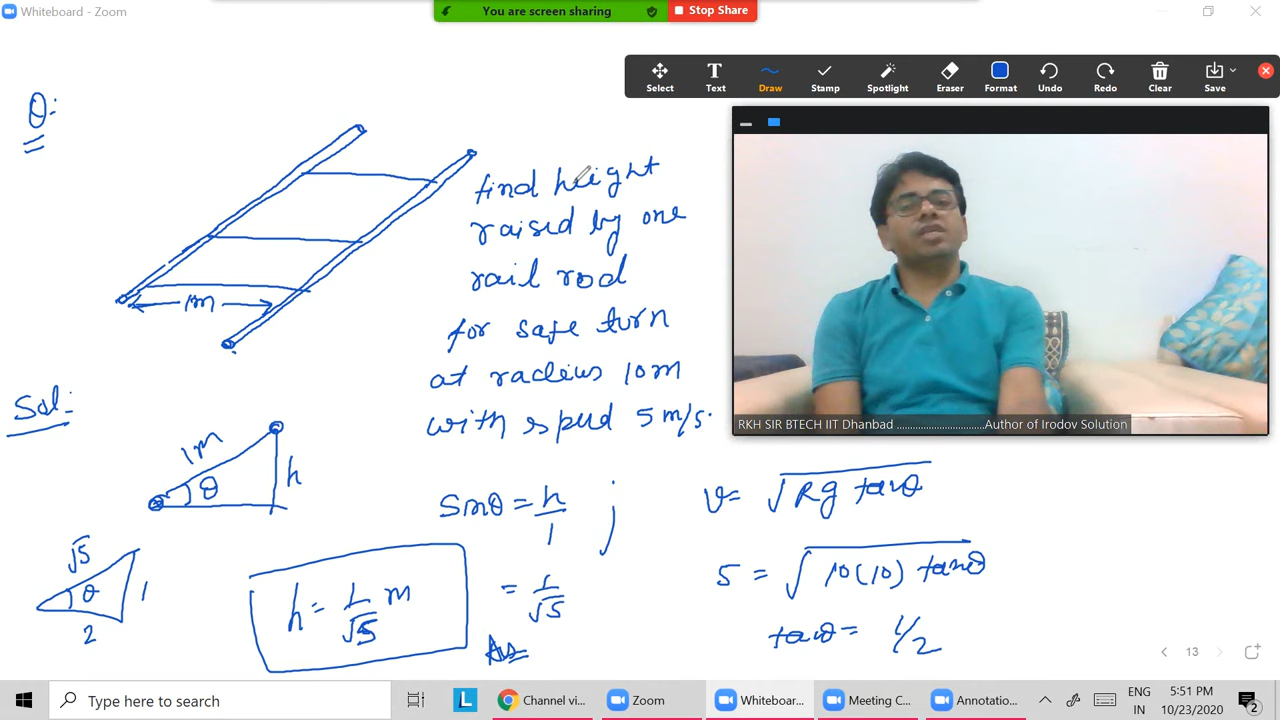 Whiteboard - Zoom
You are screen sharing
Stop Share
Select Text Draw Stamp Spotlight Eraser Format Undo Redo Clear Save
θ:
find height
raised by one
rail rod
for safe turn
at radius 10m
with speed 5 m/s.
1m
RKH SIR BTECH IIT Dhanbad ..................................Author of Irodov Solution
Sol:
1m
θ
h
sinθ = h/1 ;
v = √Rg tanθ
√5
θ
1
2
h = 1/√5 m
= 1/√5
Ans
5 = √10(10) tanθ
tanθ = 1/2
13
Type here to search
L
Channel vi...
Zoom
Whiteboar...
Meeting C...
Annotatio...
ENG
IN
5:51 PM
10/23/2020
2